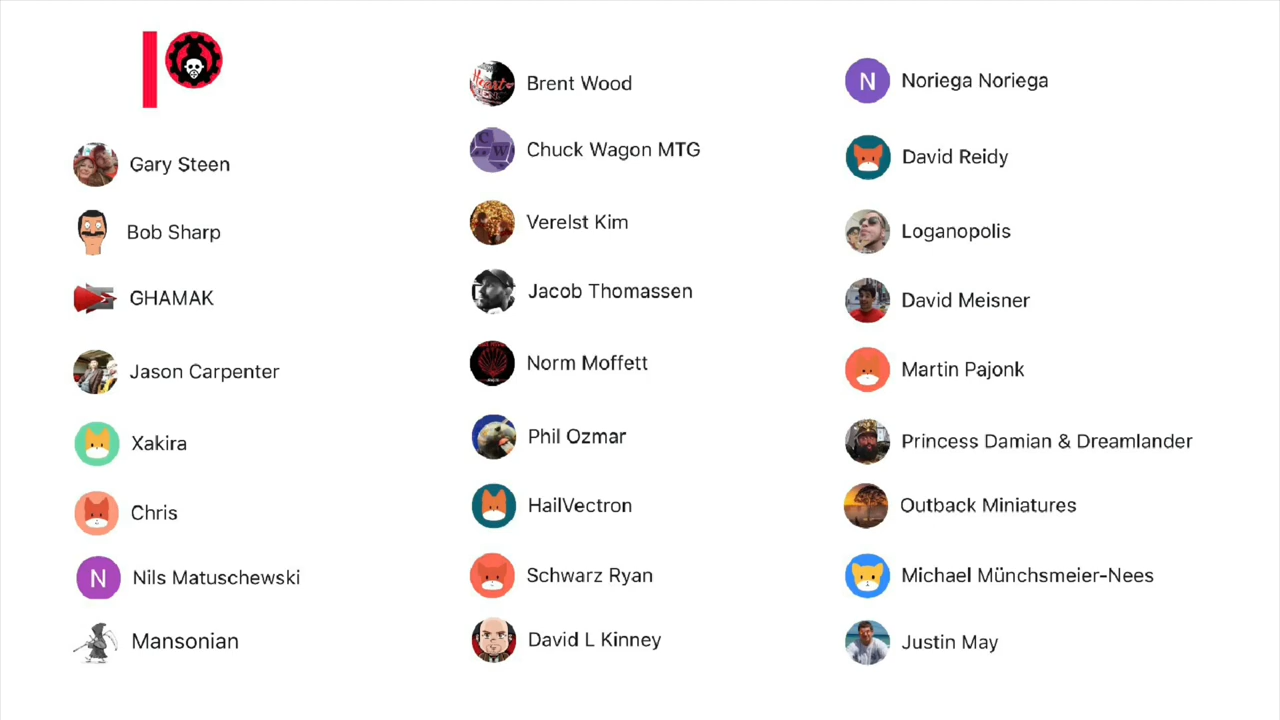 Gary Steen
Bob Sharp
GHAMAK
Jason Carpenter
Xakira
Chris
N
Nils Matuschewski
Mansonian
Brent Wood
CW
Chuck Wagon MTG
Verelst Kim
Jacob Thomassen
Norm Moffett
Phil Ozmar
HailVectron
Schwarz Ryan
David L Kinney
N
Noriega Noriega
David Reidy
Loganopolis
David Meisner
Martin Pajonk
Princess Damian & Dreamlander
Outback Miniatures
Michael Münchsmeier-Nees
Justin May